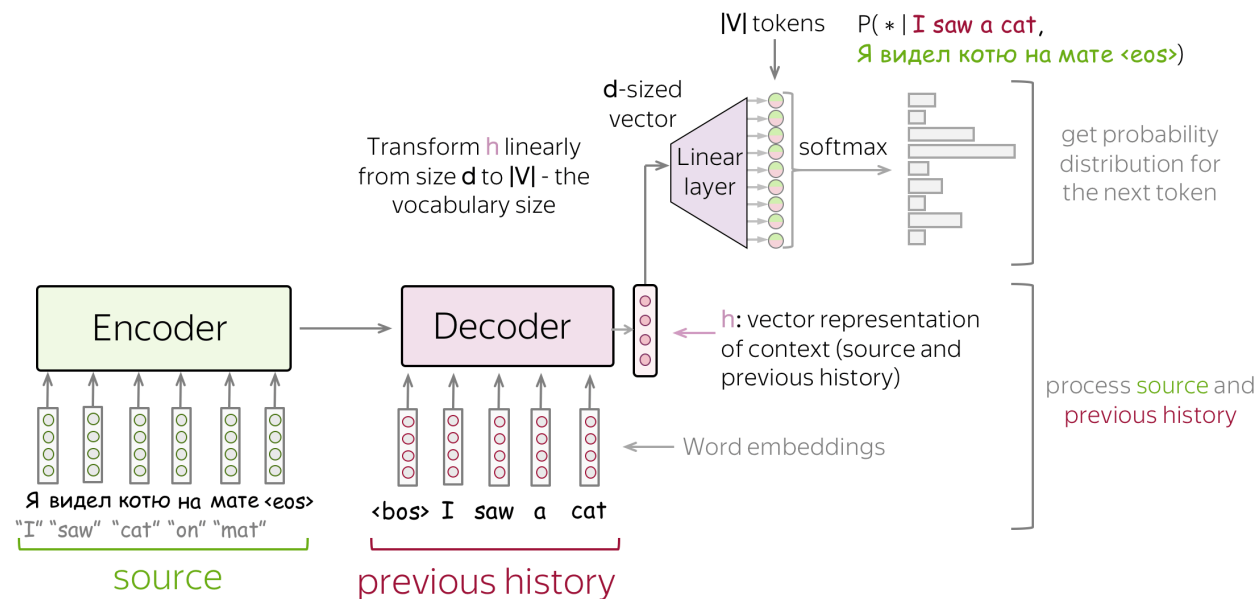 |V| tokens
P( * | I saw a cat,
Я видел котю на мате <eos>)
d-sized
vector
Transform h linearly
from size d to |V| - the
vocabulary size
Linear
layer
softmax
get probability
distribution for
the next token
Encoder
Decoder
h: vector representation
of context (source and
previous history)
process source and
previous history
Word embeddings
Я видел котю на мате <eos>
"I" "saw" "cat" "on" "mat"
<bos> I saw a cat
source
previous history